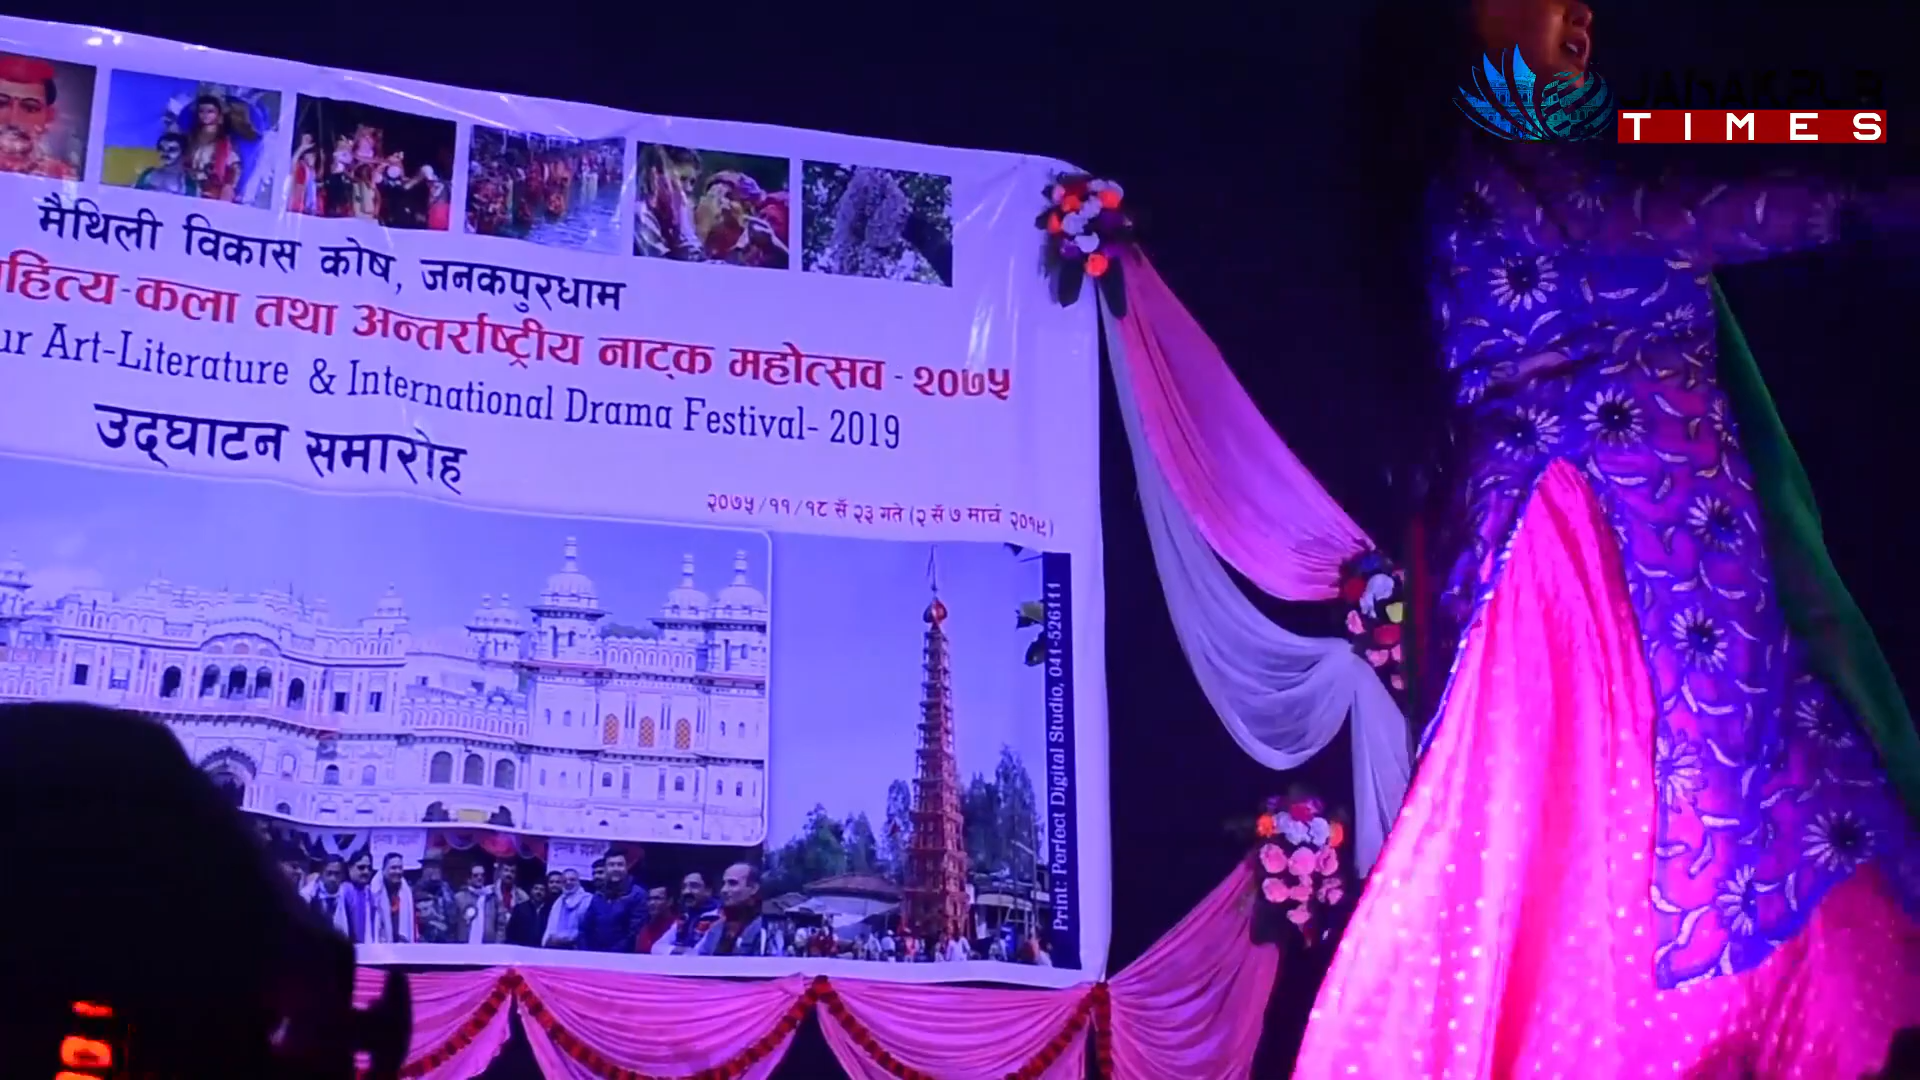 JANAKPUR
TIMES
मैथिली विकास कोष, जनकपुरधाम
हित्य-कला तथा अन्तर्राष्ट्रीय नाट्क महोत्सव - २०७५
ur Art-Literature & International Drama Festival- 2019
उद्घाटन समारोह
२०७५/११/१८ सँ २३ गते (२ सँ ७ मार्च २०१९)
Print: Perfect Digital Studio, 041-526111